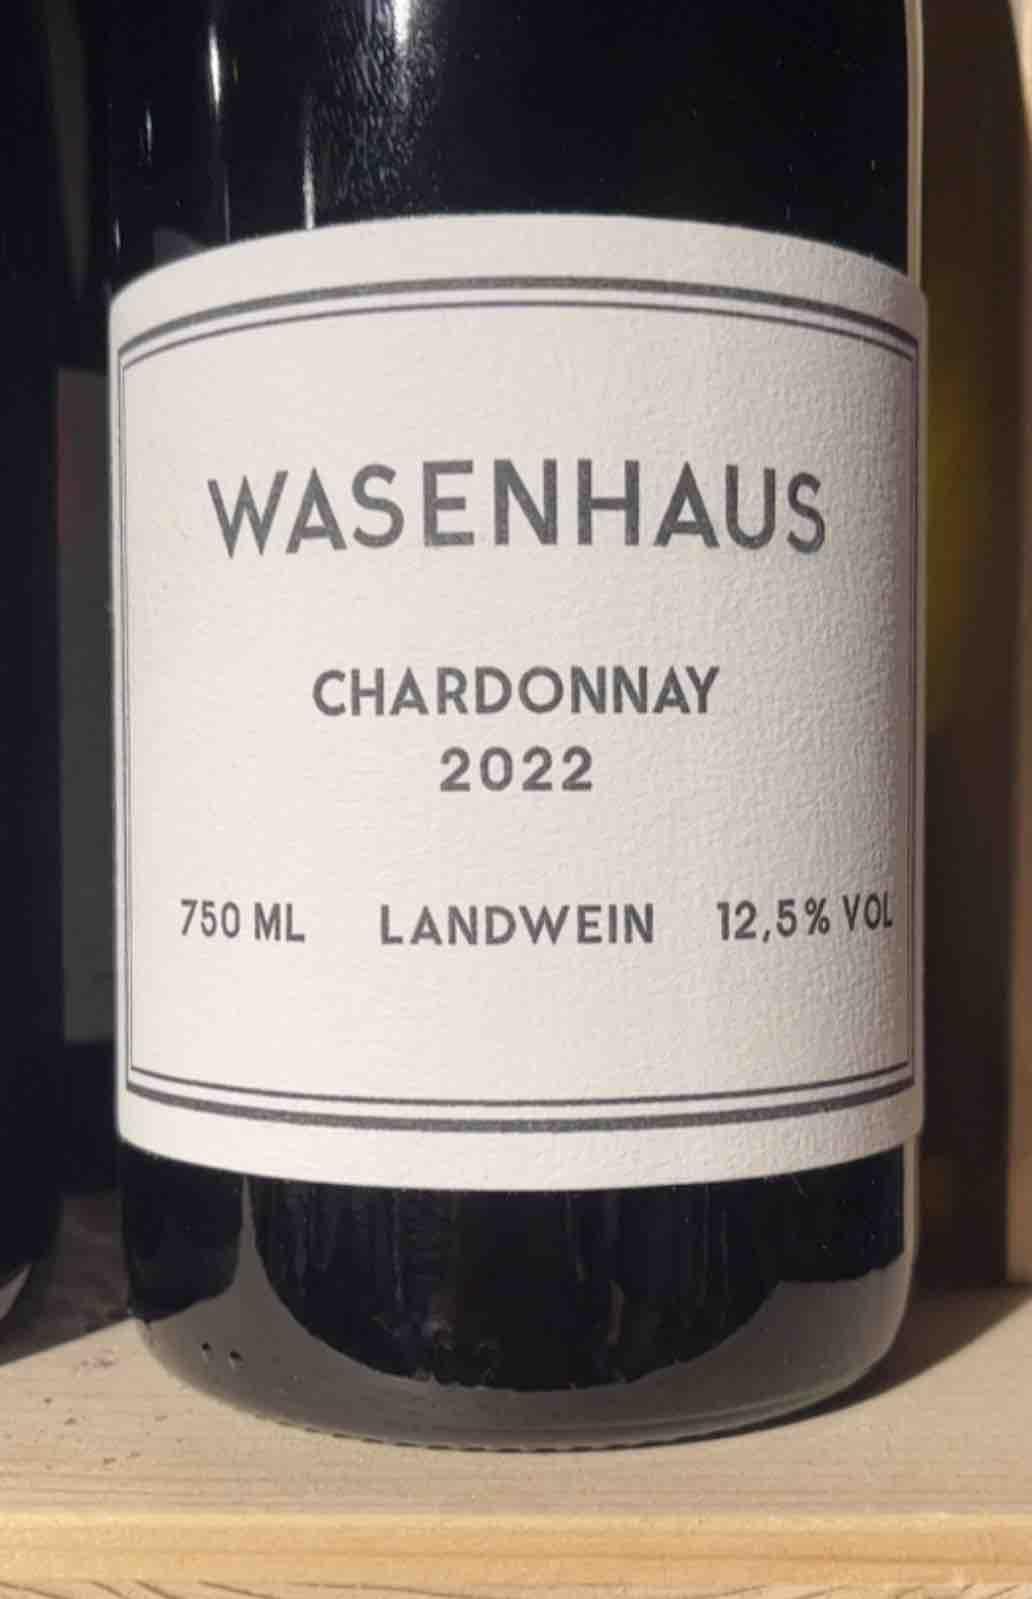 WASENHAUS
CHARDONNAY
2022
750 ML LANDWEIN 12,5% VOL